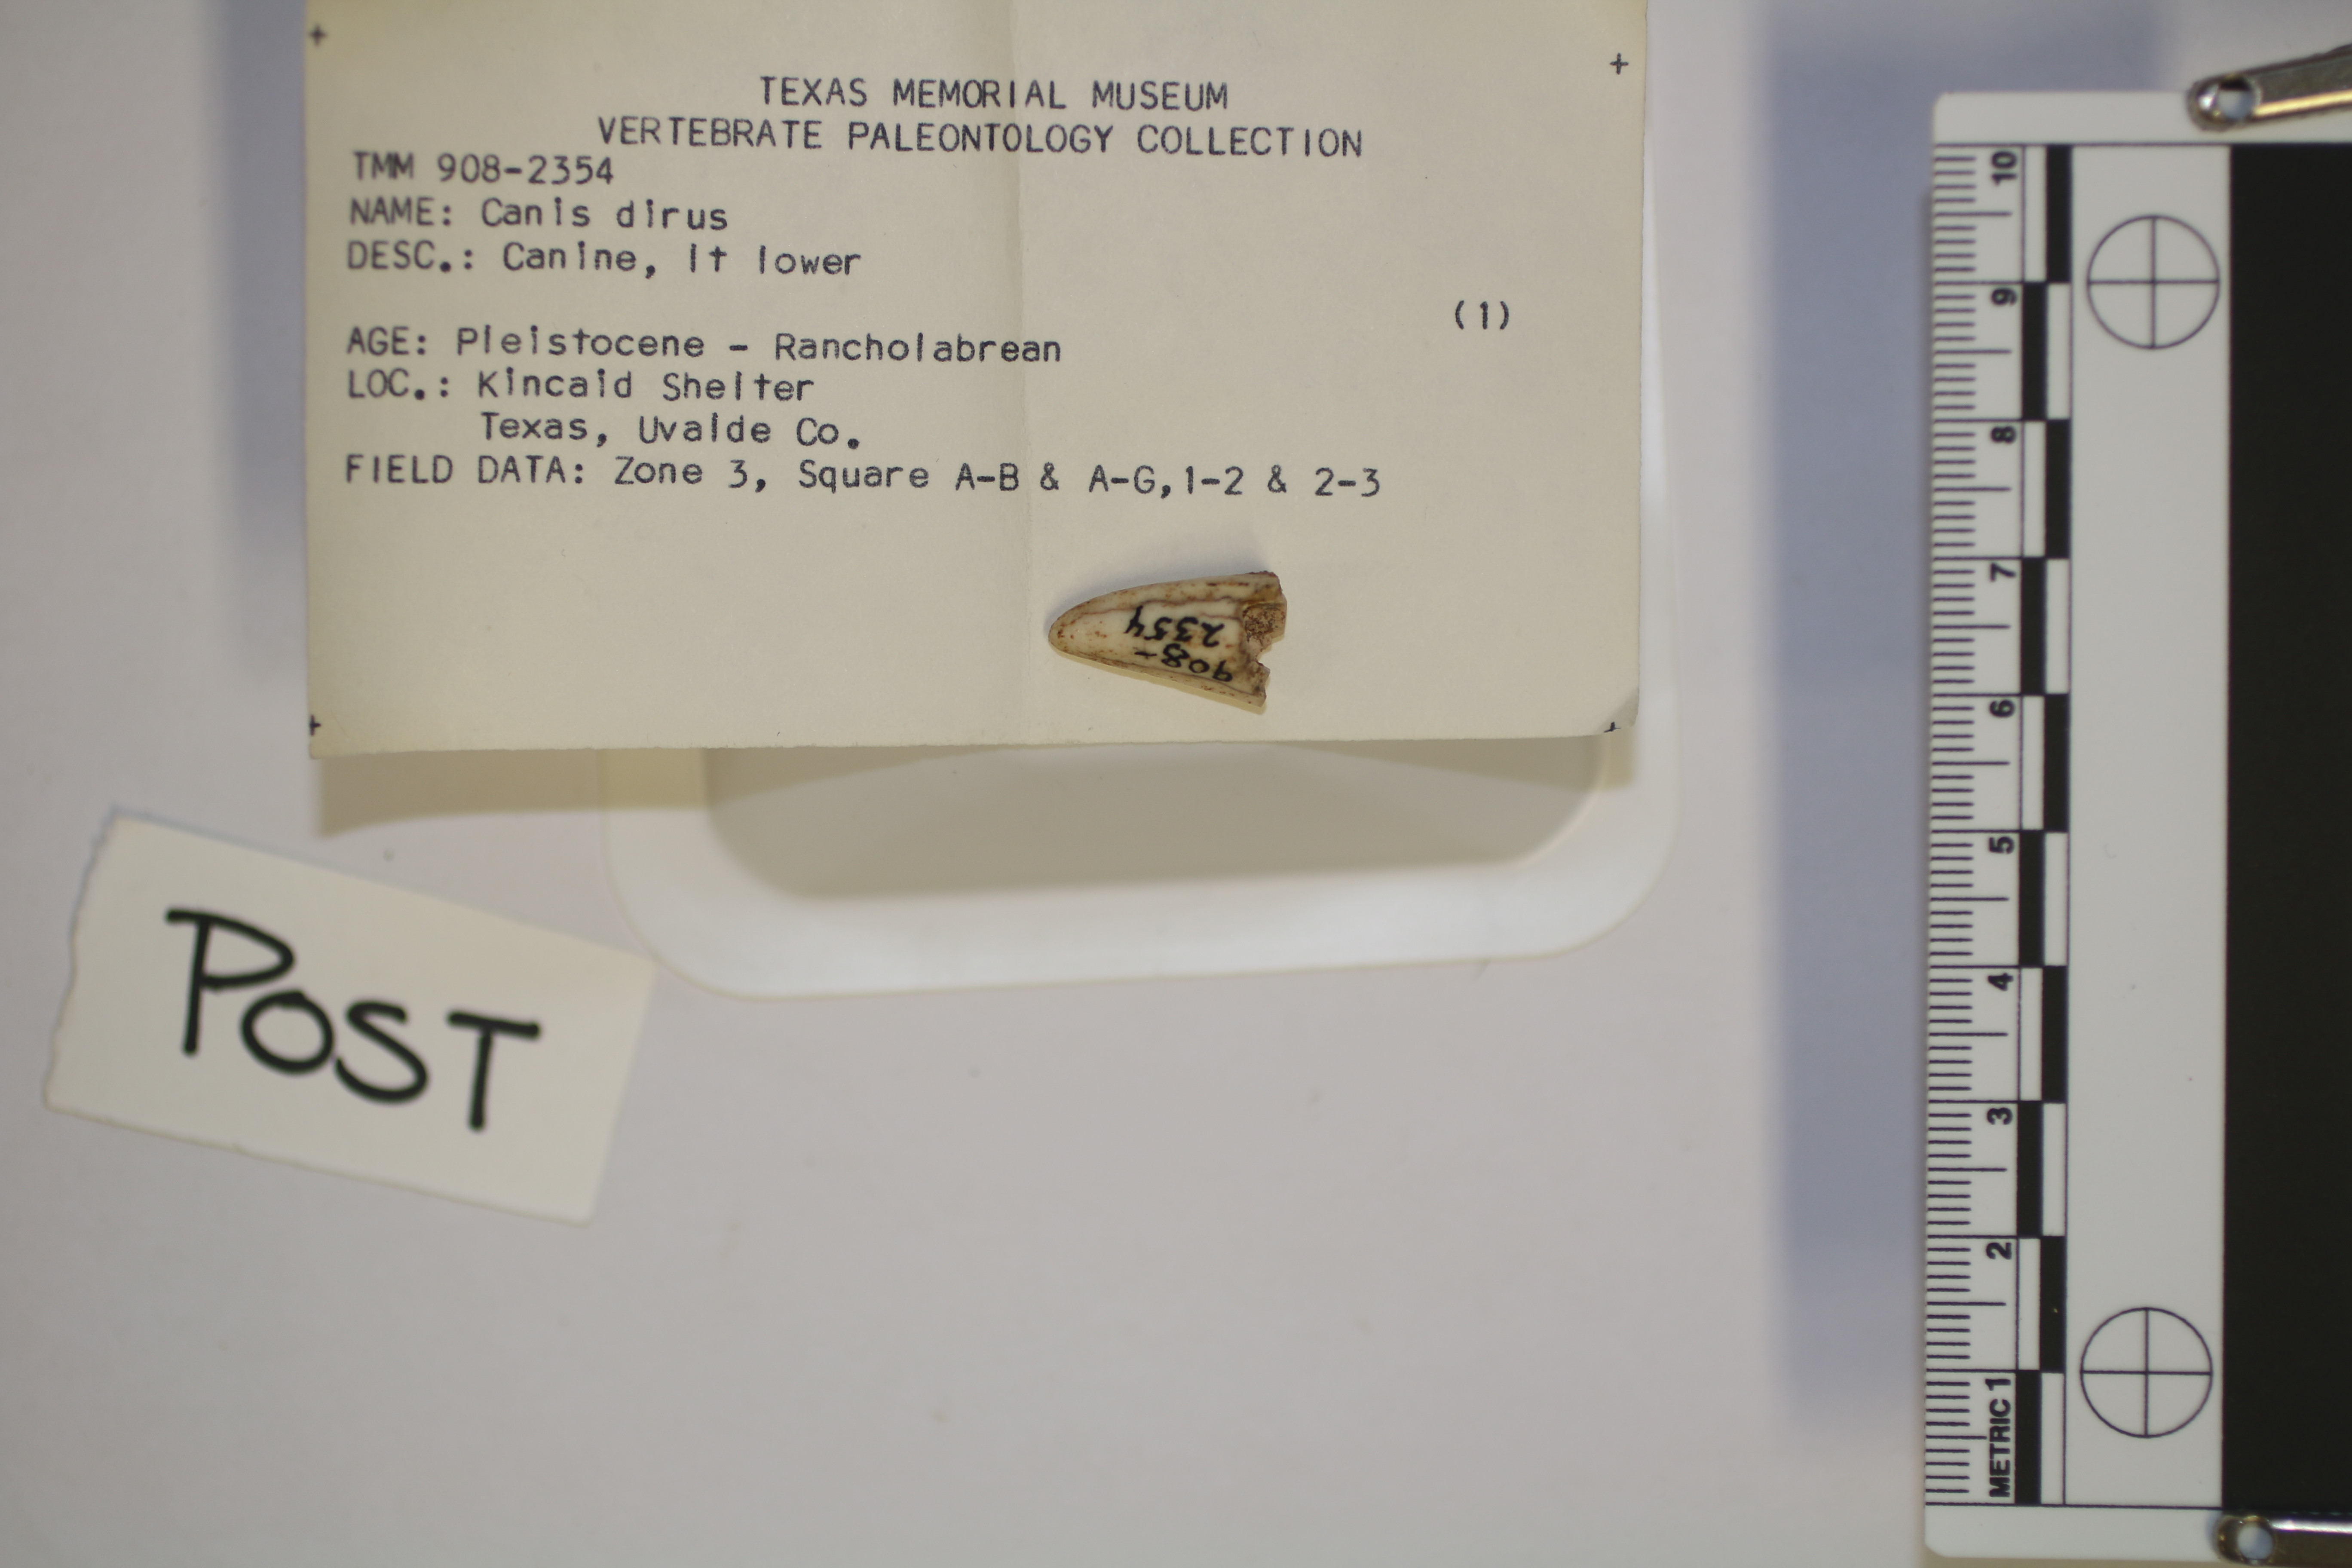 TEXAS MEMORIAL MUSEUM
VERTEBRATE PALEONTOLOGY COLLECTION
TMM 908-2354
NAME: Canis dirus
DESC.: Canine, lt lower
(1)
AGE: Pleistocene - Rancholabrean
LOC.: Kincaid Shelter
Texas, Uvalde Co.
FIELD DATA: Zone 3, Square A-B & A-G,1-2 & 2-3
908-
2354
POST
10
9
8
7
6
5
4
3
2
METRIC 1